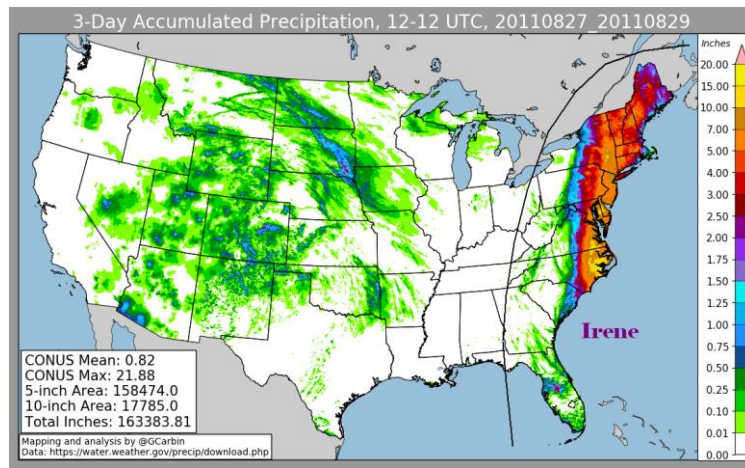 3-Day Accumulated Precipitation, 12-12 UTC, 20110827_20110829
Inches
20.00
15.00
10.00
7.00
5.00
4.00
3.00
2.50
2.00
1.75
1.50
1.25
1.00
0.75
0.50
0.25
0.10
0.01
0.00
Irene
CONUS Mean: 0.82
CONUS Max: 21.88
5-inch Area: 158474.0
10-inch Area: 17785.0
Total Inches: 163383.81
Mapping and analysis by @GCarbin
Data: https://water.weather.gov/precip/download.php